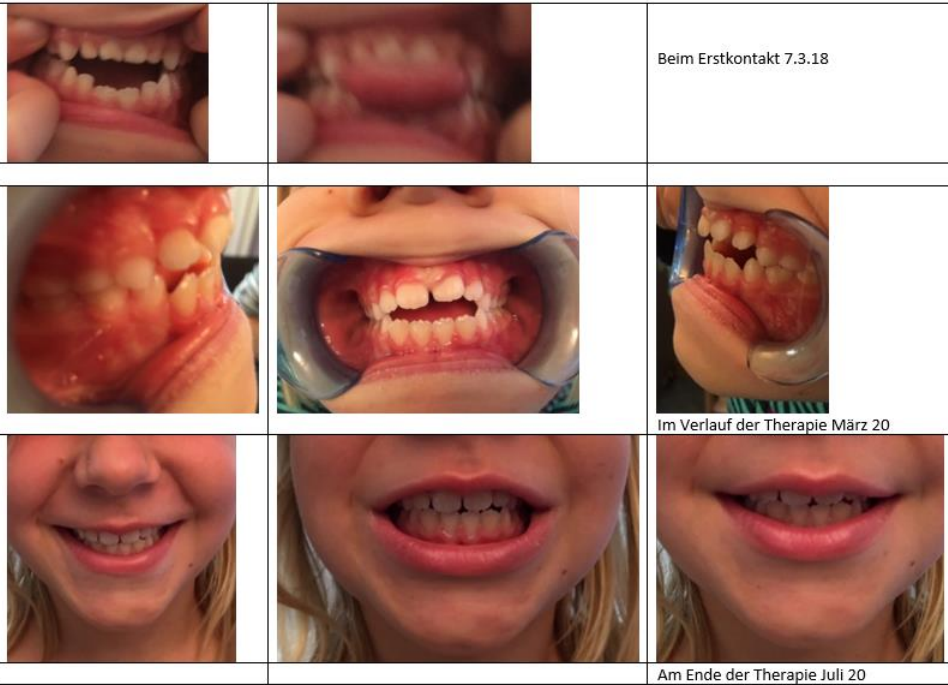 Beim Erstkontakt 7.3.18
Im Verlauf der Therapie März 20
Am Ende der Therapie Juli 20